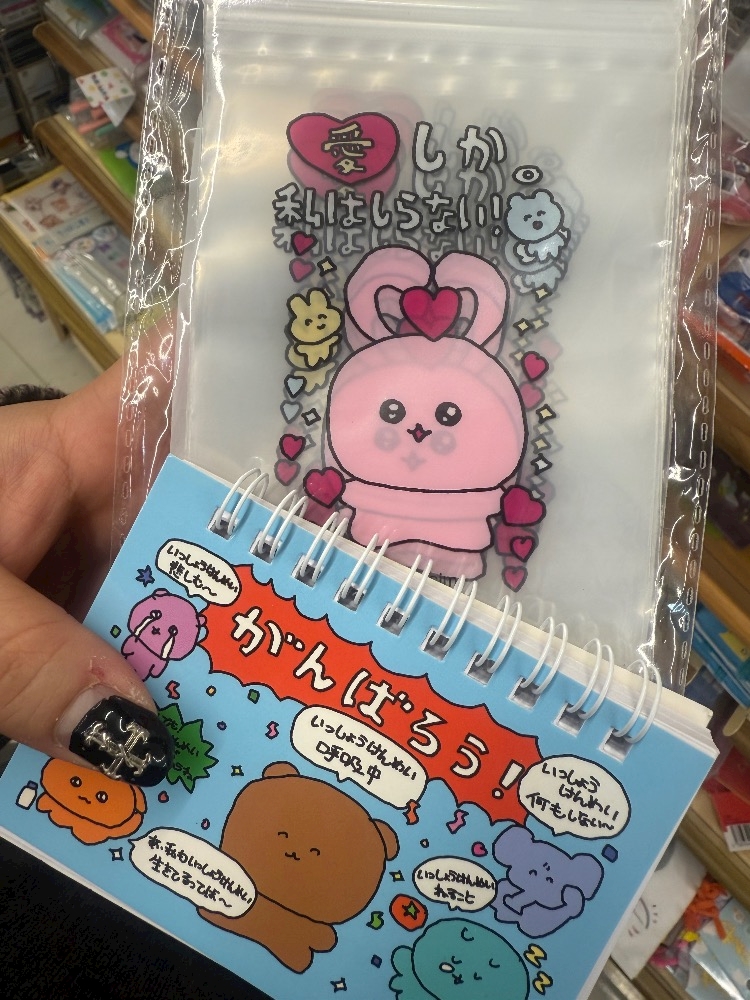 愛しか
私はしらない!!
いっしょうけんめい
悲しむ〜
がんばろう!
いっしょうけんめい
呼吸中
いっしょう
けんめい
何もしない〜
お、私もいっしょうけんめい
生きてるってば〜
いっしょうけんめい
ねてこと